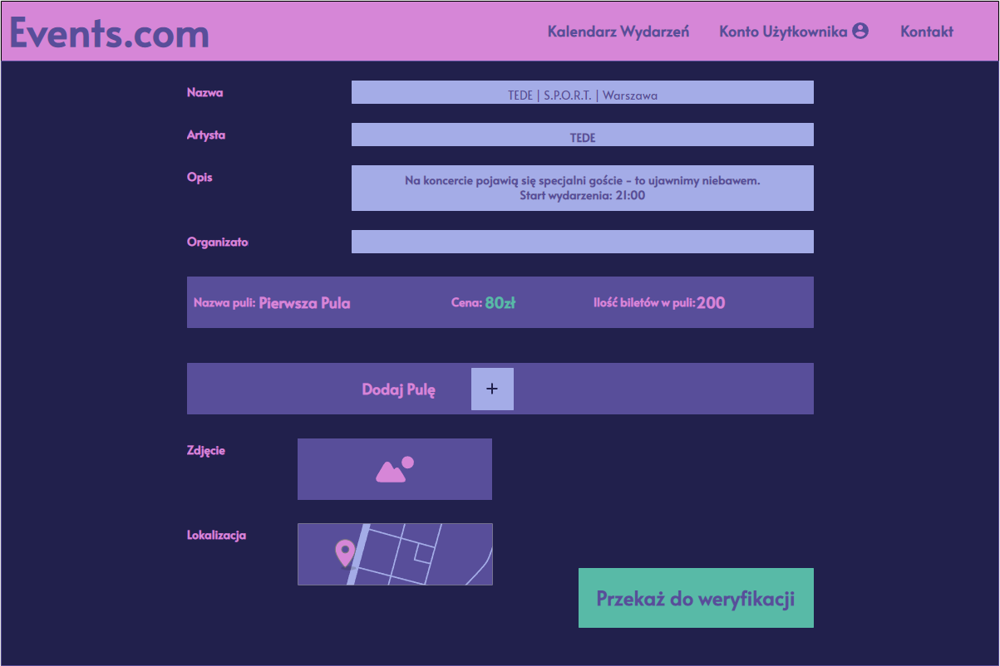 Events.com
Kalendarz Wydarzeń
Konto Użytkownika
Kontakt
Nazwa
TEDE | S.P.O.R.T. | Warszawa
Artysta
TEDE
Opis
Na koncercie pojawią się specjalni goście - to ujawnimy niebawem.
Start wydarzenia: 21:00
Organizato
Nazwa puli: Pierwsza Pula
Cena: 80zł
Ilość biletów w puli: 200
Dodaj Pulę +
Zdjęcie
Lokalizacja
Przekaż do weryfikacji